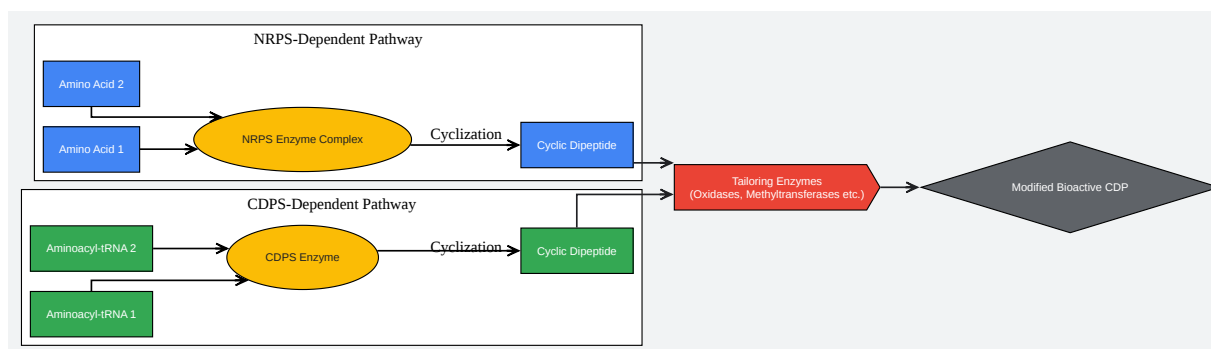 NRPS-Dependent Pathway
Amino Acid 2
Amino Acid 1
NRPS Enzyme Complex
Cyclization
Cyclic Dipeptide
Tailoring Enzymes
(Oxidases, Methyltransferases etc.)
Modified Bioactive CDP
CDPS-Dependent Pathway
Aminoacyl-tRNA 2
Aminoacyl-tRNA 1
CDPS Enzyme
Cyclization
Cyclic Dipeptide